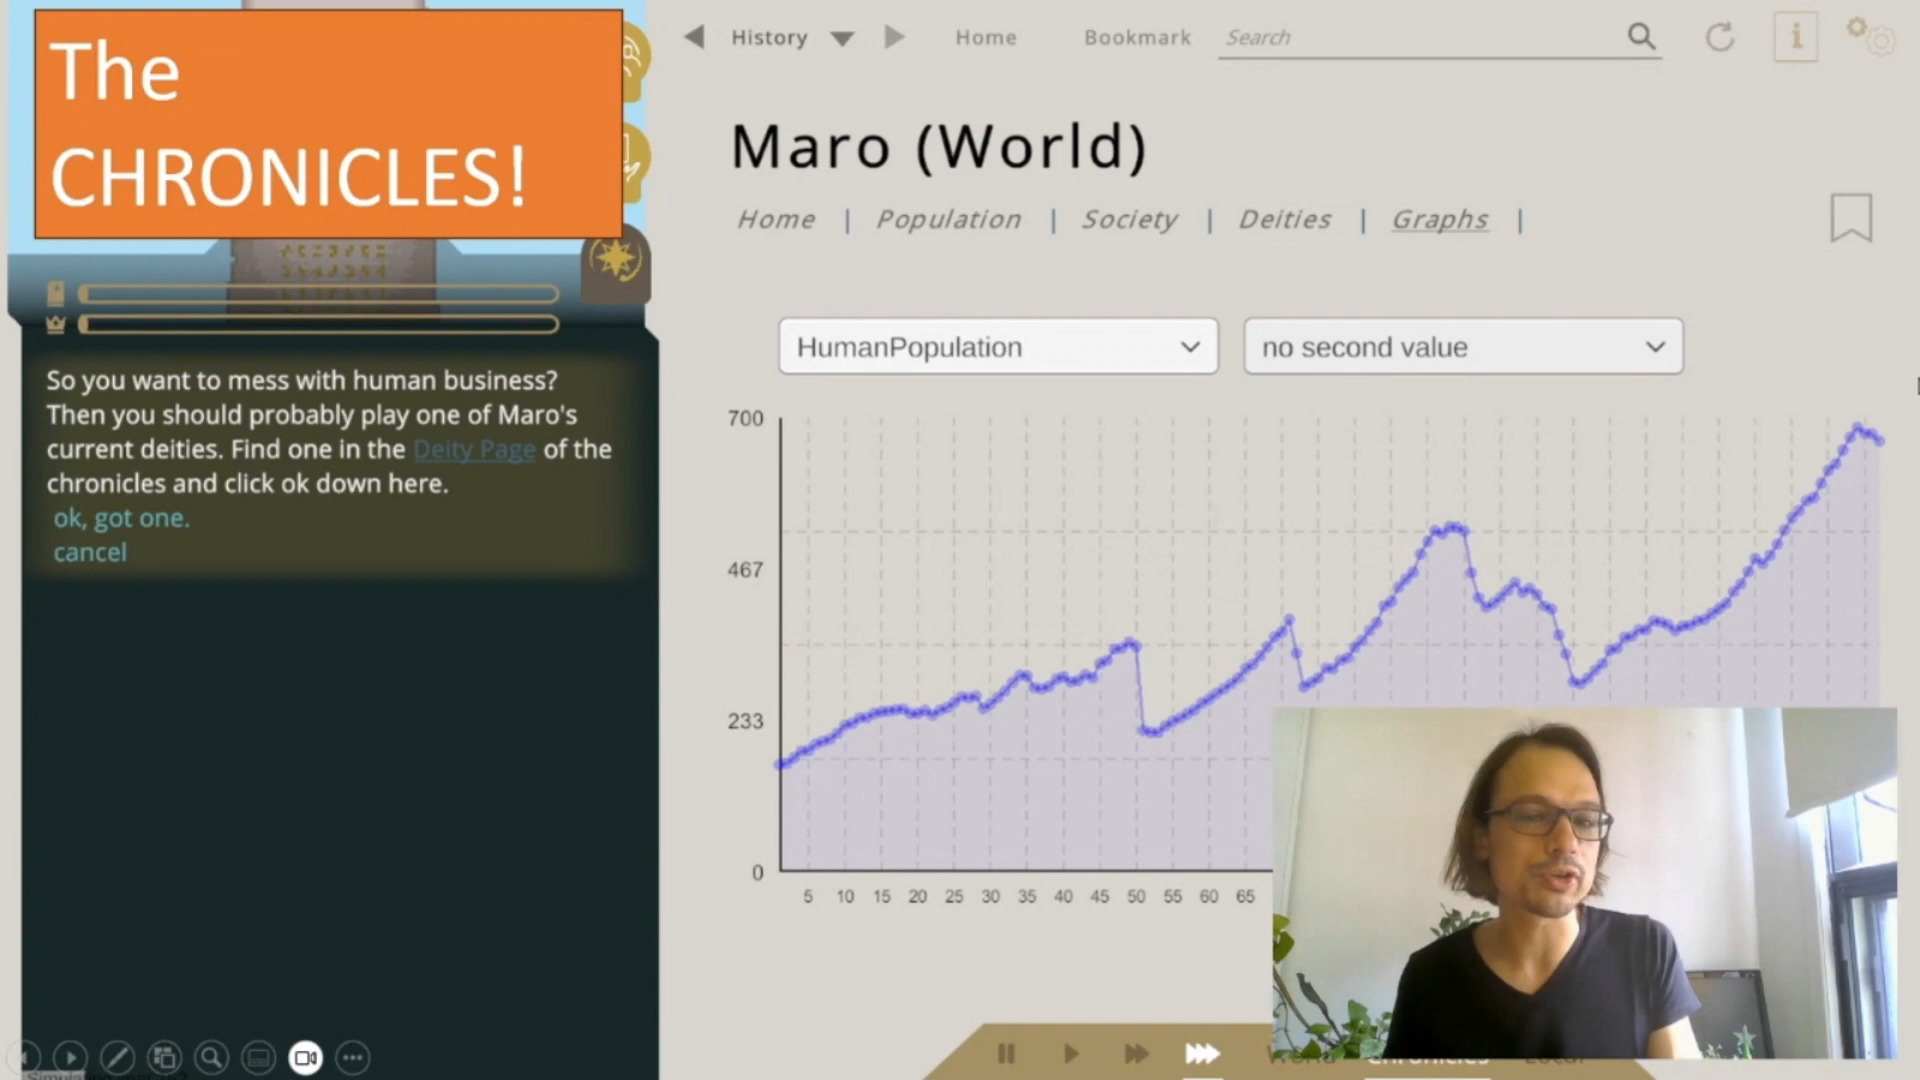 The
CHRONICLES!
History
Home
Bookmark
Search
Maro (World)
Home | Population | Society | Deities | Graphs |
HumanPopulation
no second value
So you want to mess with human business?
Then you should probably play one of Maro's
current deities. Find one in the Deity Page of the
chronicles and click ok down here.
ok, got one.
cancel
700
467
233
0
5 10 15 20 25 30 35 40 45 50 55 60 65